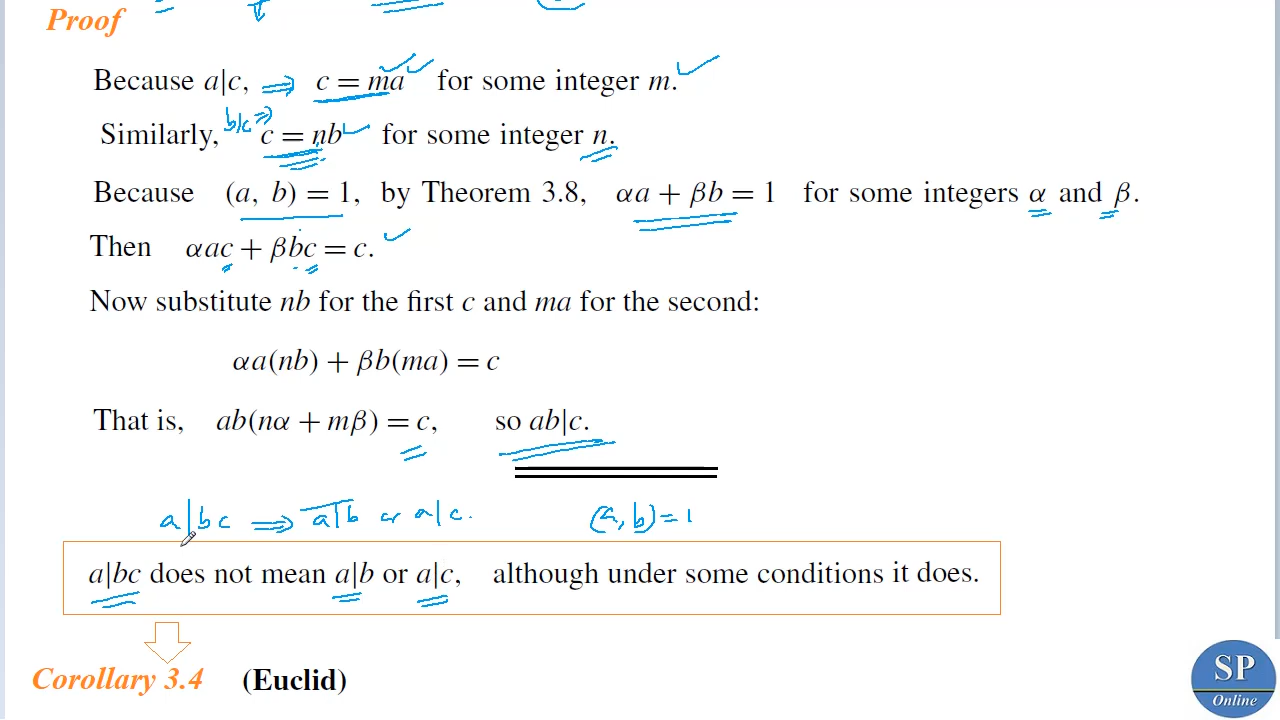 Proof
Because a|c, ⇒ c = ma for some integer m.
b|c ⇒
Similarly, c = nb for some integer n.
Because (a, b) = 1, by Theorem 3.8, αa + βb = 1 for some integers α and β.
Then αac + βbc = c.
Now substitute nb for the first c and ma for the second:
αa(nb) + βb(ma) = c
That is, ab(nα + mβ) = c, so ab|c.
a|bc ⇒ a|b or a|c. (a, b) = 1
a|bc does not mean a|b or a|c, although under some conditions it does.
Corollary 3.4 (Euclid)
SP
Online